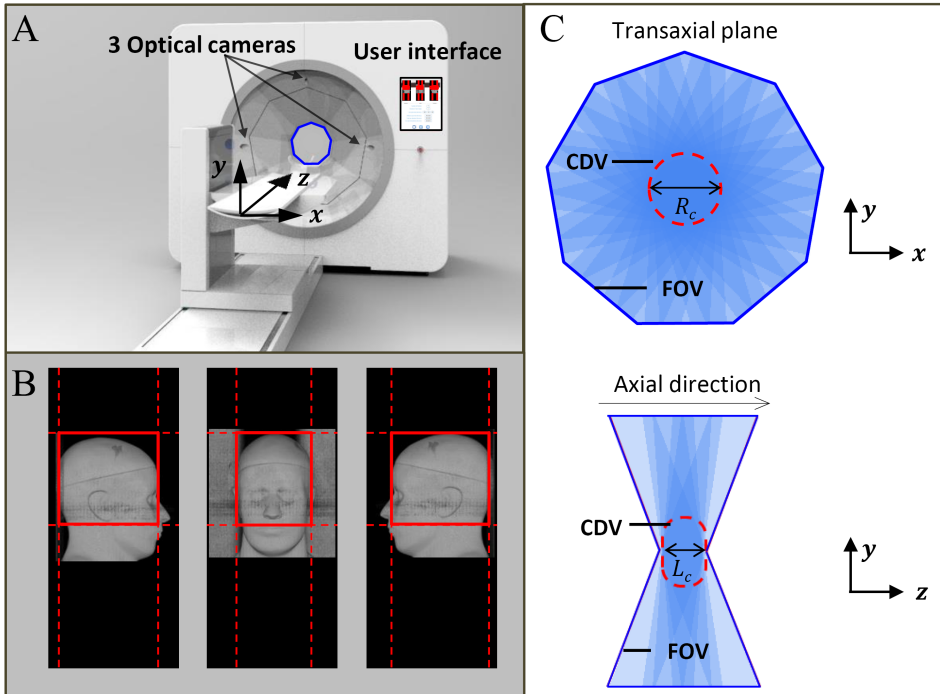 A
3 Optical cameras
User interface
y
z
x
B
C
Transaxial plane
CDV
R_c
FOV
y
x
Axial direction
CDV
L_c
FOV
y
z